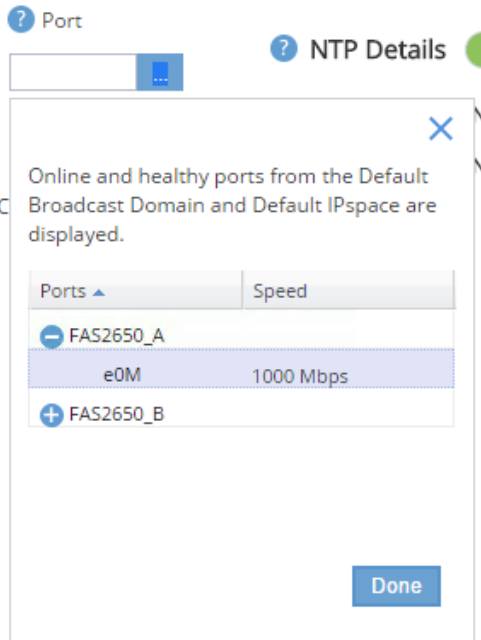 ? Port
...
? NTP Details
Online and healthy ports from the Default
Broadcast Domain and Default IPspace are
displayed.
Ports Speed
FAS2650_A
e0M 1000 Mbps
FAS2650_B
Done